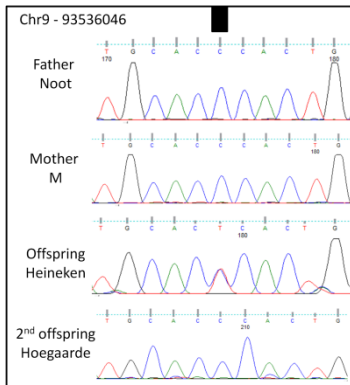 Chr9 - 93536046
T G C A C C C A C T G
170 180
Father
Noot
T G C A C C C A C T G
180
Mother
M
T G C A C T C A C T G
180
Offspring
Heineken
T G C A C C C A C T G
210
2nd offspring
Hoegaarde